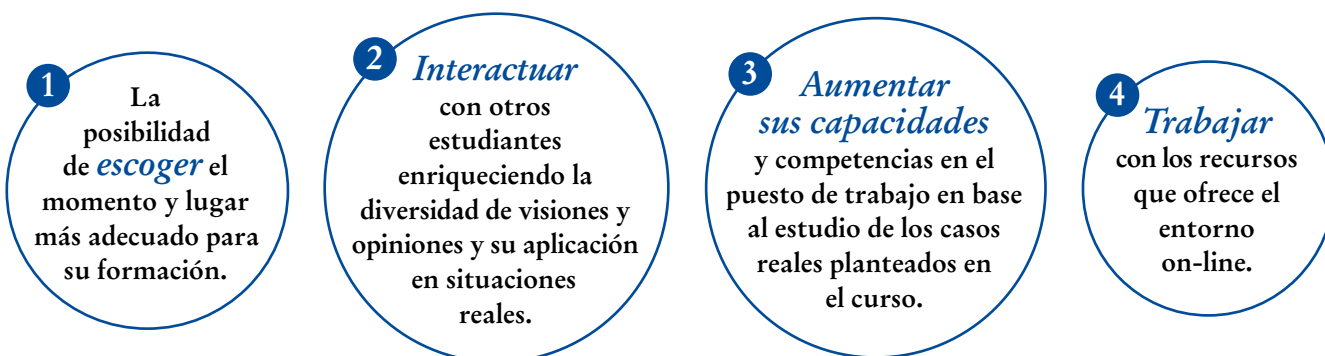 1
La
posibilidad
de escoger el
momento y lugar
más adecuado para
su formación.
2
Interactuar
con otros
estudiantes
enriqueciendo la
diversidad de visiones y
opiniones y su aplicación
en situaciones
reales.
3
Aumentar
sus capacidades
y competencias en el
puesto de trabajo en base
al estudio de los casos
reales planteados en
el curso.
4
Trabajar
con los recursos
que ofrece el
entorno
on-line.